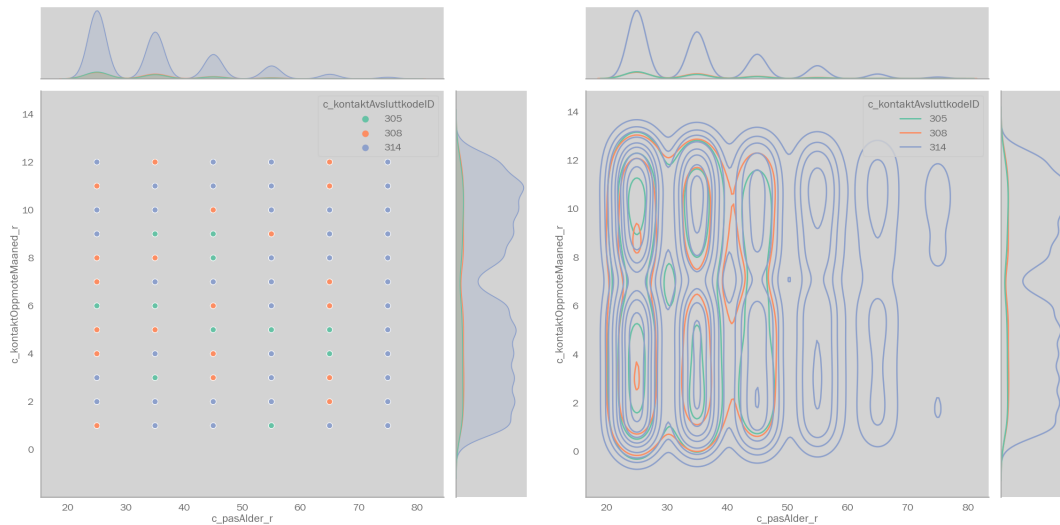 c_kontaktAvsluttkodeID
305
308
314
14
12
10
8
6
4
2
0
c_kontaktOppmoteMaaned_r
20 30 40 50 60 70 80
c_pasAlder_r
c_kontaktAvsluttkodeID
305
308
314
14
12
10
8
6
4
2
0
c_kontaktOppmoteMaaned_r
20 30 40 50 60 70 80
c_pasAlder_r